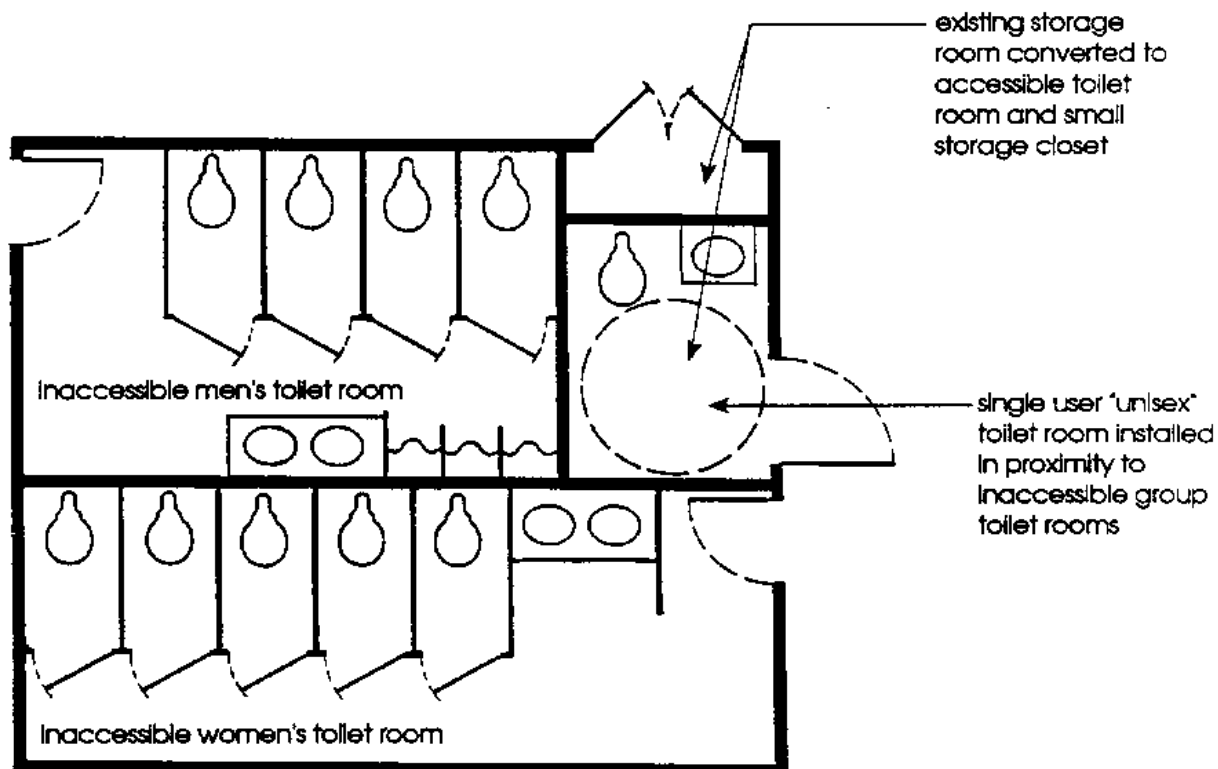 existing storage
room converted to
accessible toilet
room and small
storage closet
inaccessible men's toilet room
single user "unisex"
toilet room installed
in proximity to
inaccessible group
toilet rooms
inaccessible women's toilet room